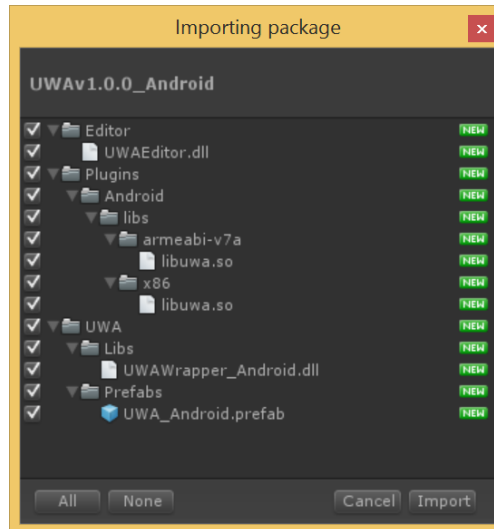 Importing package
x
UWAv1.0.0_Android
Editor NEW
UWAEditor.dll NEW
Plugins NEW
Android NEW
libs NEW
armeabi-v7a NEW
libuwa.so NEW
x86 NEW
libuwa.so NEW
UWA NEW
Libs NEW
UWAWrapper_Android.dll NEW
Prefabs NEW
UWA_Android.prefab NEW
All None Cancel Import